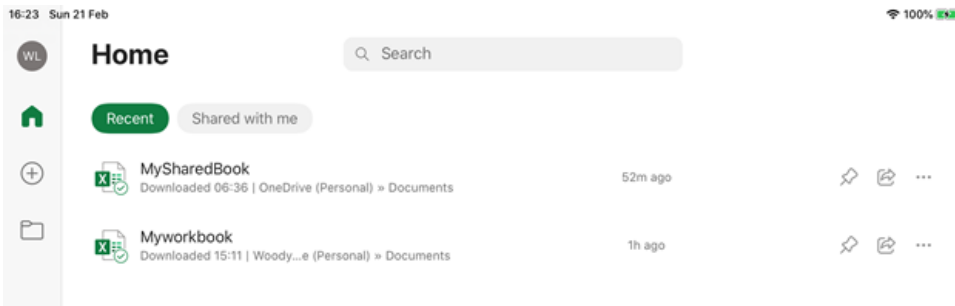 16:23 Sun 21 Feb 100%
WL Home Search
Recent Shared with me
MySharedBook
Downloaded 06:36 | OneDrive (Personal) » Documents 52m ago
Myworkbook
Downloaded 15:11 | Woody...e (Personal) » Documents 1h ago